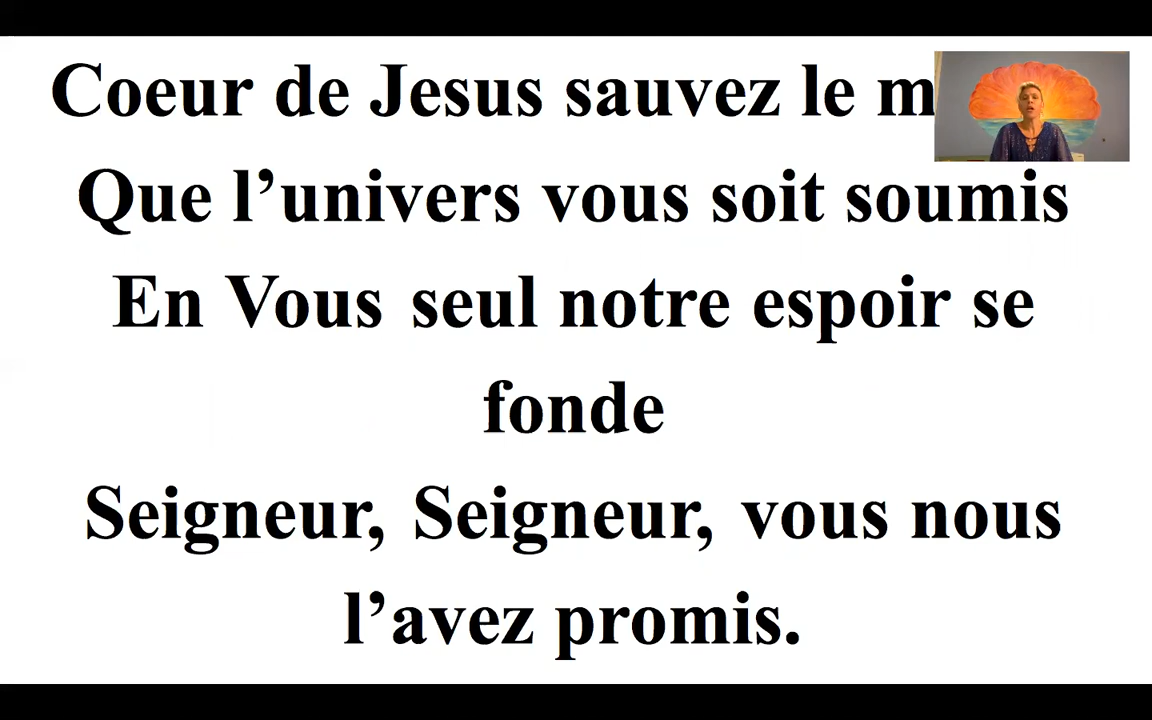 Coeur de Jesus sauvez le m
Que l’univers vous soit soumis
En Vous seul notre espoir se
fonde
Seigneur, Seigneur, vous nous
l’avez promis.